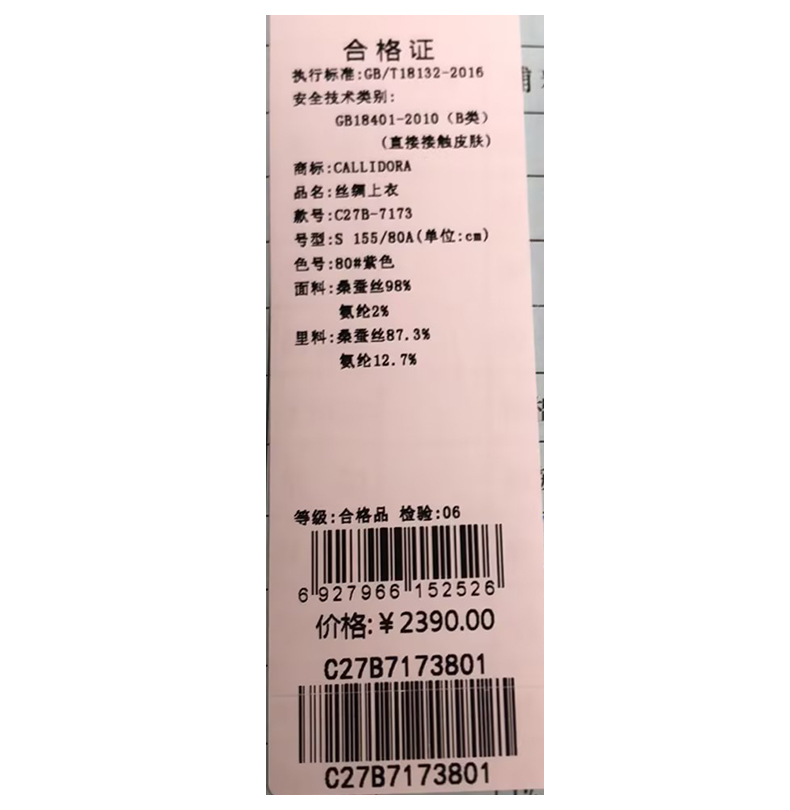 合格证
执行标准:GB/T18132-2016
安全技术类别:
GB18401-2010（B类）
(直接接触皮肤)
商标:CALLIDORA
品名:丝绸上衣
款号:C27B-7173
号型:S 155/80A(单位:cm)
色号:80#紫色
面料:桑蚕丝98%
氨纶2%
里料:桑蚕丝87.3%
氨纶12.7%
等级:合格品 检验:06
6 927966 152526
价格:￥2390.00
C27B7173801
C27B7173801